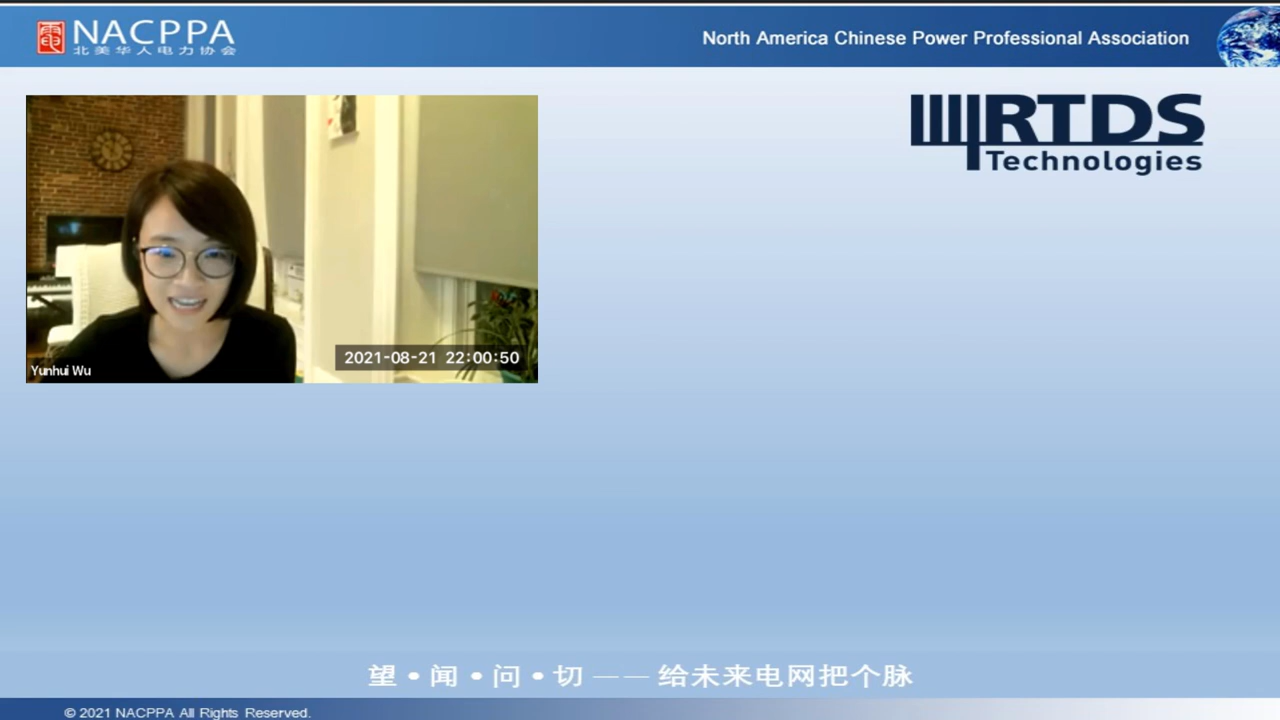 電 NACPPA
北美华人电力协会
North America Chinese Power Professional Association
RTDS
Technologies
2021-08-21 22:00:50
Yunhui Wu
望·闻·问·切——给未来电网把个脉
© 2021 NACPPA All Rights Reserved.